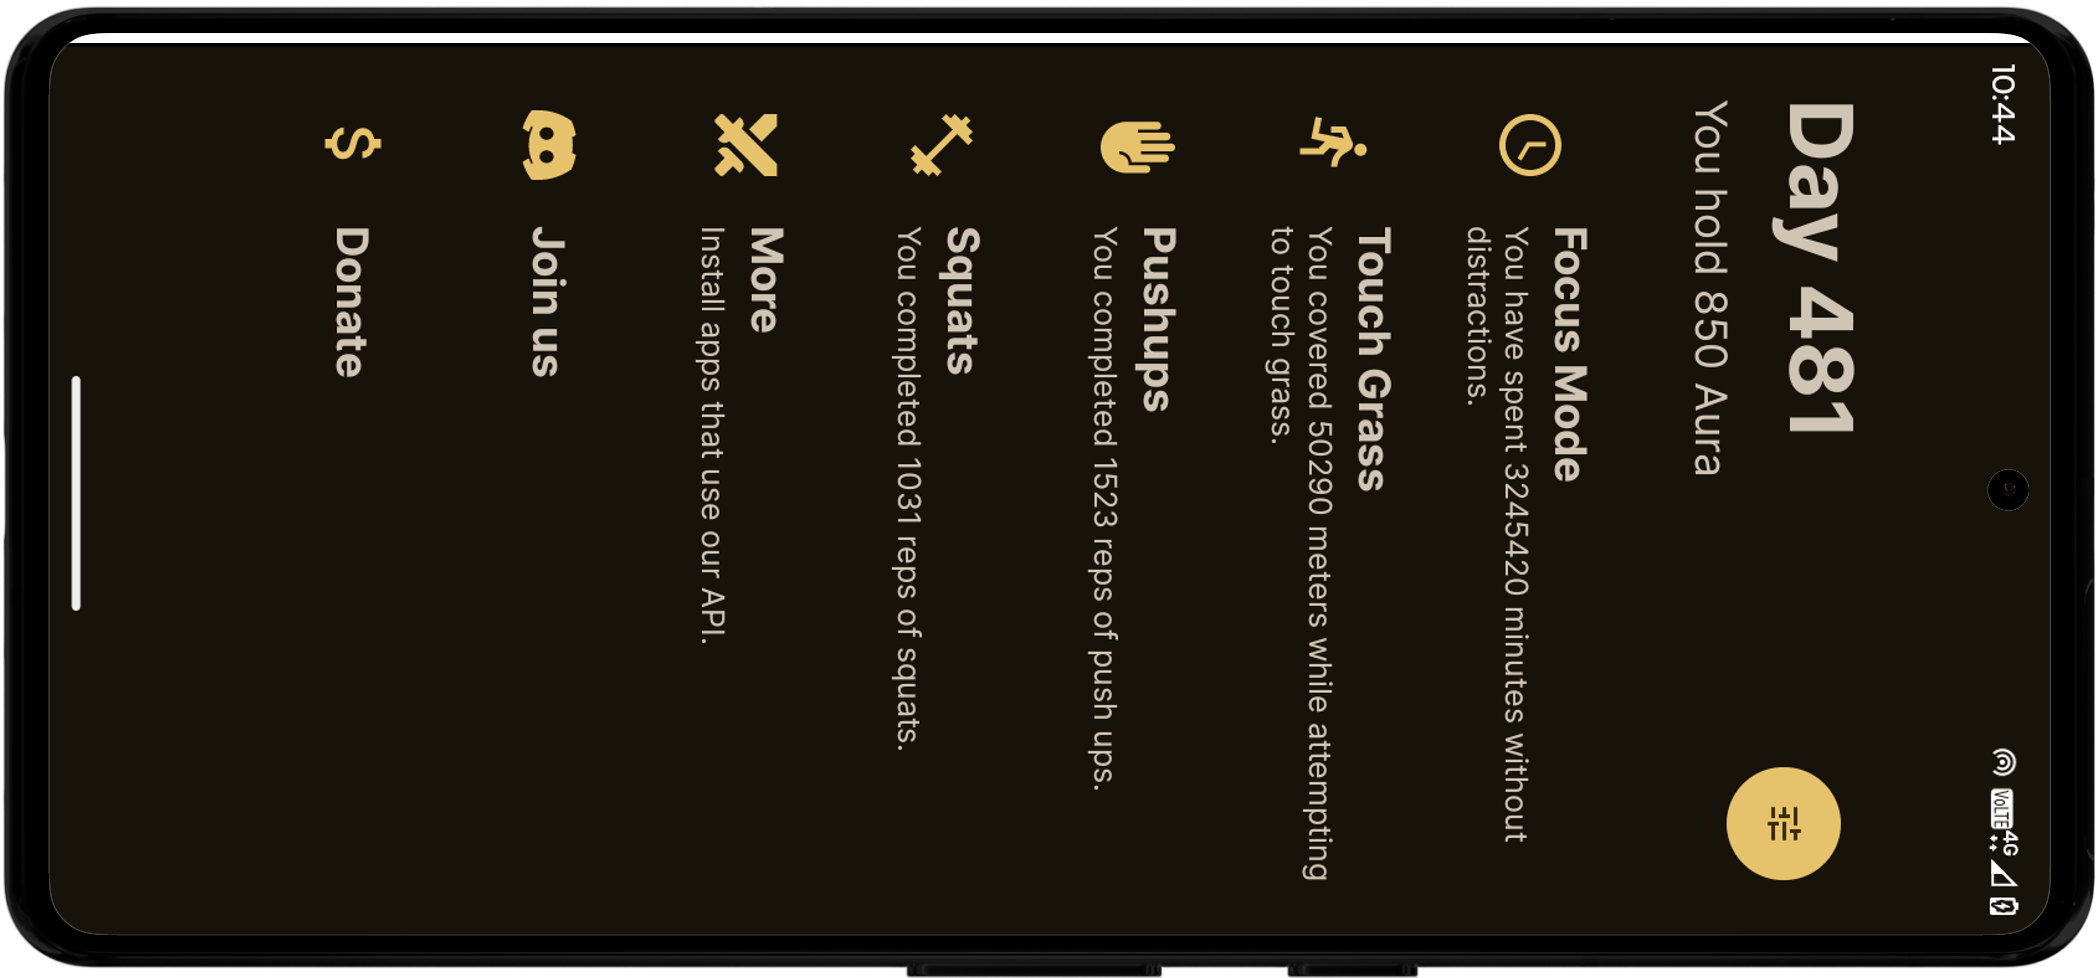 10:44
VoLTE 4G
Day 481
You hold 850 Aura
Focus Mode
You have spent 3245420 minutes without
distractions.
Touch Grass
You covered 50290 meters while attempting
to touch grass.
Pushups
You completed 1523 reps of push ups.
Squats
You completed 1031 reps of squats.
More
Install apps that use our API.
Join us
Donate